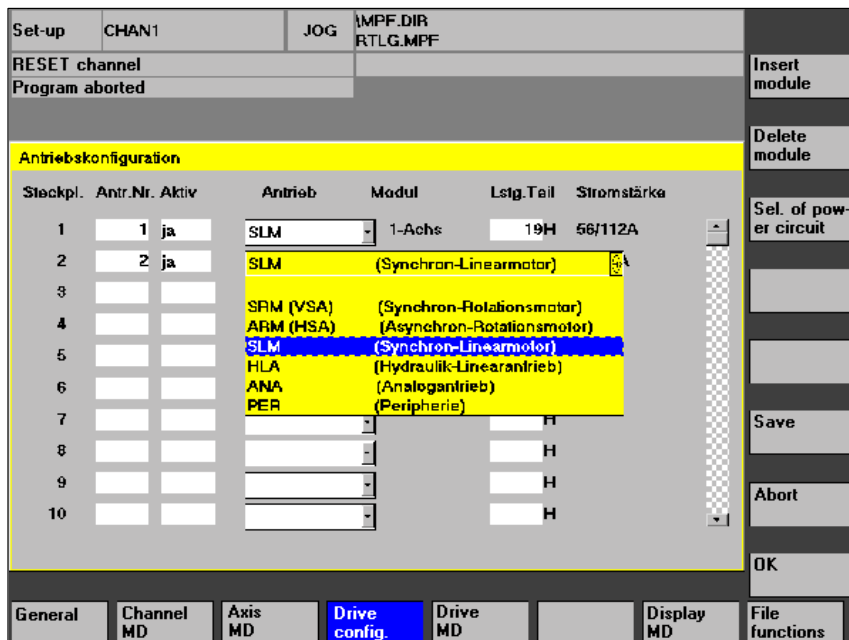 Set-up CHAN1 JOG \MPF.DIR
RTLG.MPF
RESET channel
Program aborted
Insert
module
Delete
module
Sel. of pow-
er circuit
Save
Abort
OK
Antriebskonfiguration
Steckpl. Antr.Nr. Aktiv Antrieb Modul Lstg.Teil Stromstärke
1 1 ja SLM 1-Achs 19H 56/112A
2 2 ja SLM (Synchron-Linearmotor) A
3
SRM (VSA) (Synchron-Rotationsmotor)
4 ARM (HSA) (Asynchron-Rotationsmotor)
SLM (Synchron-Linearmotor)
5 HLA (Hydraulik-Linearantrieb)
6 ANA (Analogantrieb)
PER (Peripherie)
7 H
8 H
9 H
10 H
General
Channel
MD
Axis
MD
Drive
config.
Drive
MD
Display
MD
File
functions